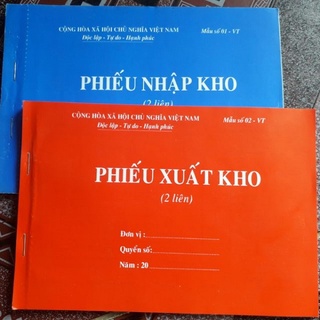 CỘNG HÒA XÃ HỘI CHỦ NGHĨA VIỆT NAM
Mẫu số 01 - VT
Độc lập - Tự do - Hạnh phúc
PHIẾU NHẬP KHO
(2 liên)
CỘNG HÒA XÃ HỘI CHỦ NGHĨA VIỆT NAM
Mẫu số 02 - VT
Độc lập - Tự do - Hạnh phúc
PHIẾU XUẤT KHO
(2 liên)
Đơn vị :
Quyển số:
Năm : 20